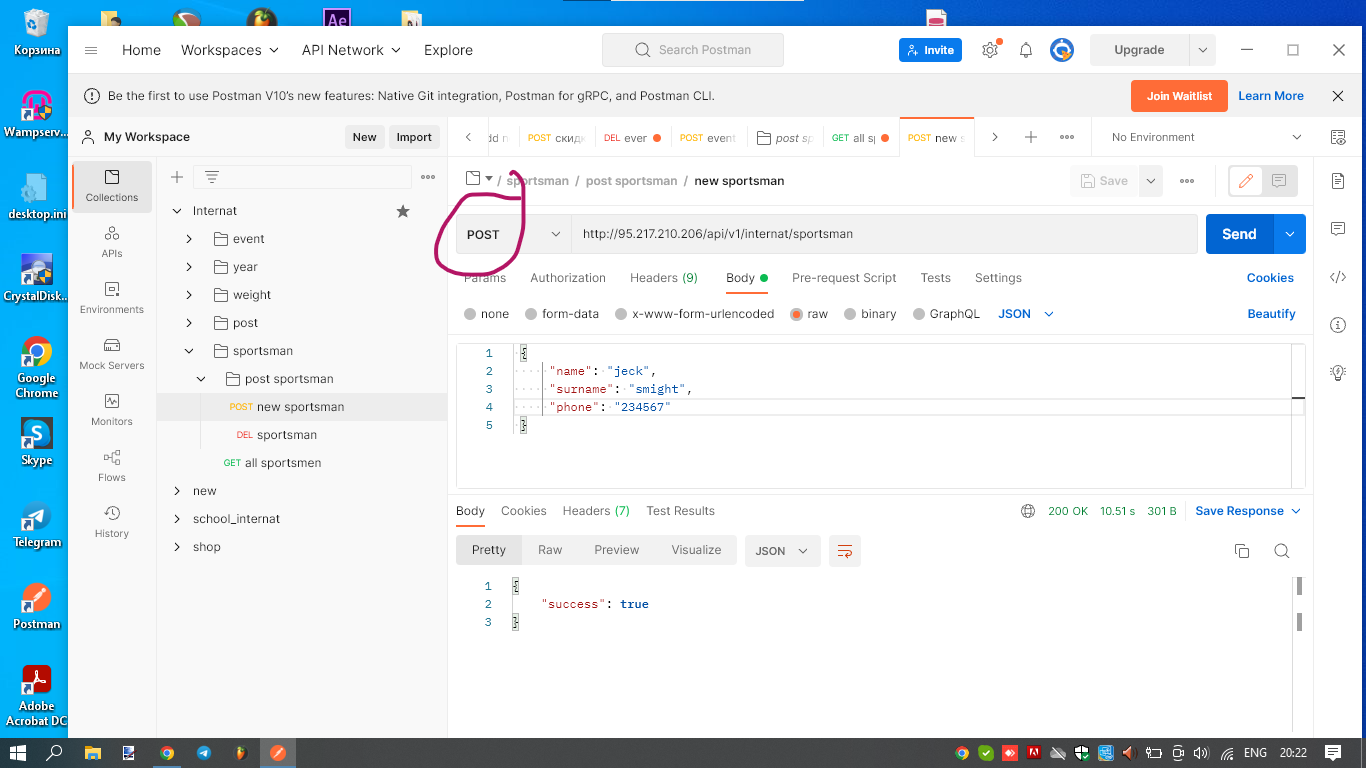 Корзина
Wampserv...
desktop.ini
CrystalDisk...
Google
Chrome
Skype
Telegram
Postman
Adobe
Acrobat DC
Ae
Home Workspaces API Network Explore
Search Postman
Invite
Upgrade
Be the first to use Postman V10's new features: Native Git integration, Postman for gRPC, and Postman CLI.
Join Waitlist Learn More
My Workspace New Import
POST скид DEL ever POST event post sp GET all sp POST new s
No Environment
Collections
APIs
Environments
Mock Servers
Monitors
Flows
History
Internat
event
year
weight
post
sportsman
post sportsman
POST new sportsman
DEL sportsman
GET all sportsmen
new
school_internat
shop
/ sportsman / post sportsman / new sportsman
Save
POST http://95.217.210.206/api/v1/internat/sportsman Send
Params Authorization Headers (9) Body Pre-request Script Tests Settings Cookies
none form-data x-www-form-urlencoded raw binary GraphQL JSON Beautify
1 {
2 "name": "jeck",
3 "surname": "smight",
4 "phone": "234567"
5 }
Body Cookies Headers (7) Test Results 200 OK 10.51 s 301 B Save Response
Pretty Raw Preview Visualize JSON
1 {
2 "success": true
3 }
ENG 20:22